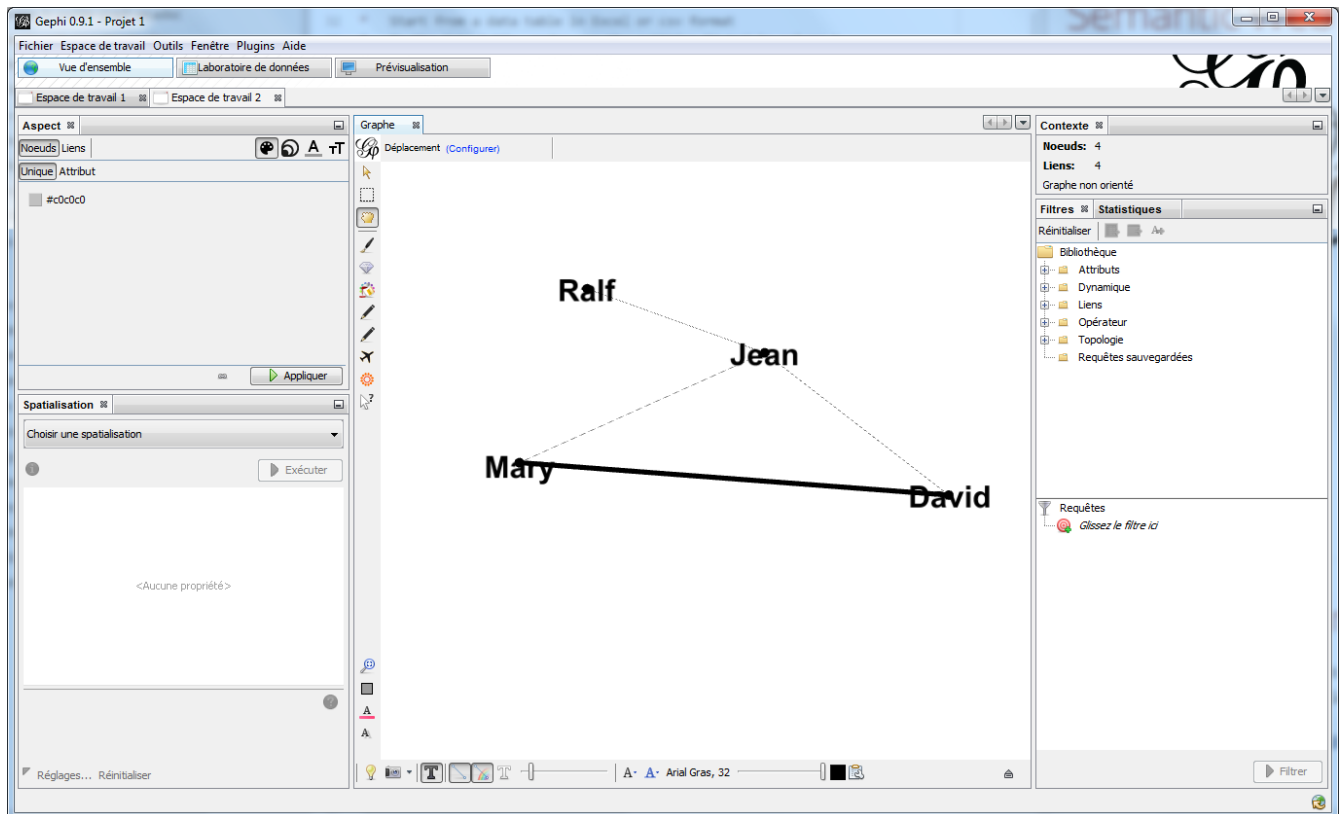 Gephi 0.9.1 - Projet 1
Fichier Espace de travail Outils Fenêtre Plugins Aide
Vue d'ensemble Laboratoire de données Prévisualisation
Espace de travail 1 Espace de travail 2
Aspect
Noeuds Liens
Unique Attribut
#c0c0c0
Appliquer
Spatialisation
Choisir une spatialisation
Exécuter
<Aucune propriété>
Réglages... Réinitialiser
Graphe
Déplacement (Configurer)
Ralf
Jean
Mary
David
Arial Gras, 32
Contexte
Noeuds: 4
Liens: 4
Graphe non orienté
Filtres Statistiques
Réinitialiser
Bibliothèque
Attributs
Dynamique
Liens
Opérateur
Topologie
Requêtes sauvegardées
Requêtes
Glissez le filtre ici
Filtrer